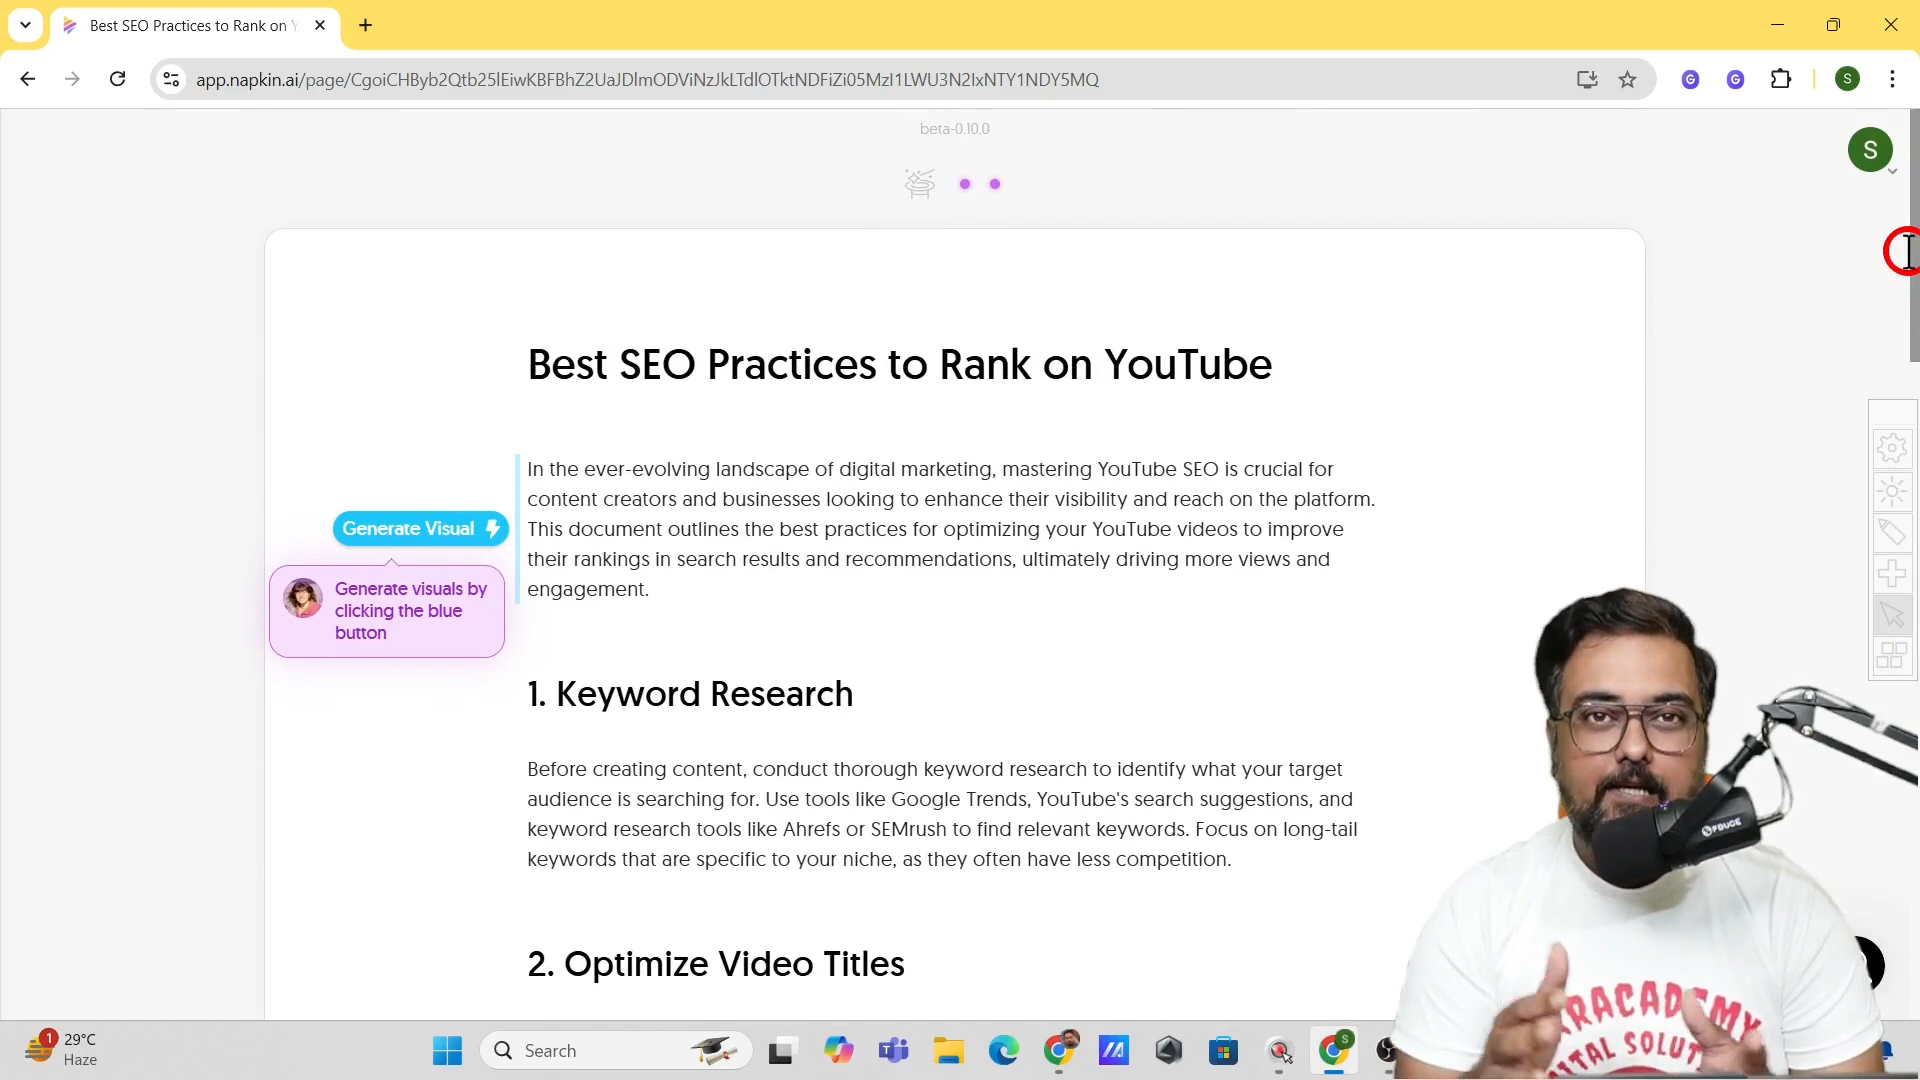 Best SEO Practices to Rank on Y
app.napkin.ai/page/CgoiCHByb2Qtb25lEiwKBFBhZ2UaJDlmODViNzJkLTdlOTktNDFiZi05MzI1LWU3N2IxNTY1NDY5MQ
S
beta-0.10.0
S
Best SEO Practices to Rank on YouTube
In the ever-evolving landscape of digital marketing, mastering YouTube SEO is crucial for
content creators and businesses looking to enhance their visibility and reach on the platform.
This document outlines the best practices for optimizing your YouTube videos to improve
their rankings in search results and recommendations, ultimately driving more views and
engagement.
Generate Visual
Generate visuals by
clicking the blue
button
1. Keyword Research
Before creating content, conduct thorough keyword research to identify what your target
audience is searching for. Use tools like Google Trends, YouTube's search suggestions, and
keyword research tools like Ahrefs or SEMrush to find relevant keywords. Focus on long-tail
keywords that are specific to your niche, as they often have less competition.
2. Optimize Video Titles
FDUCE
RACADEMY
ITAL SOLUT
1
29°C
Haze
Search
S